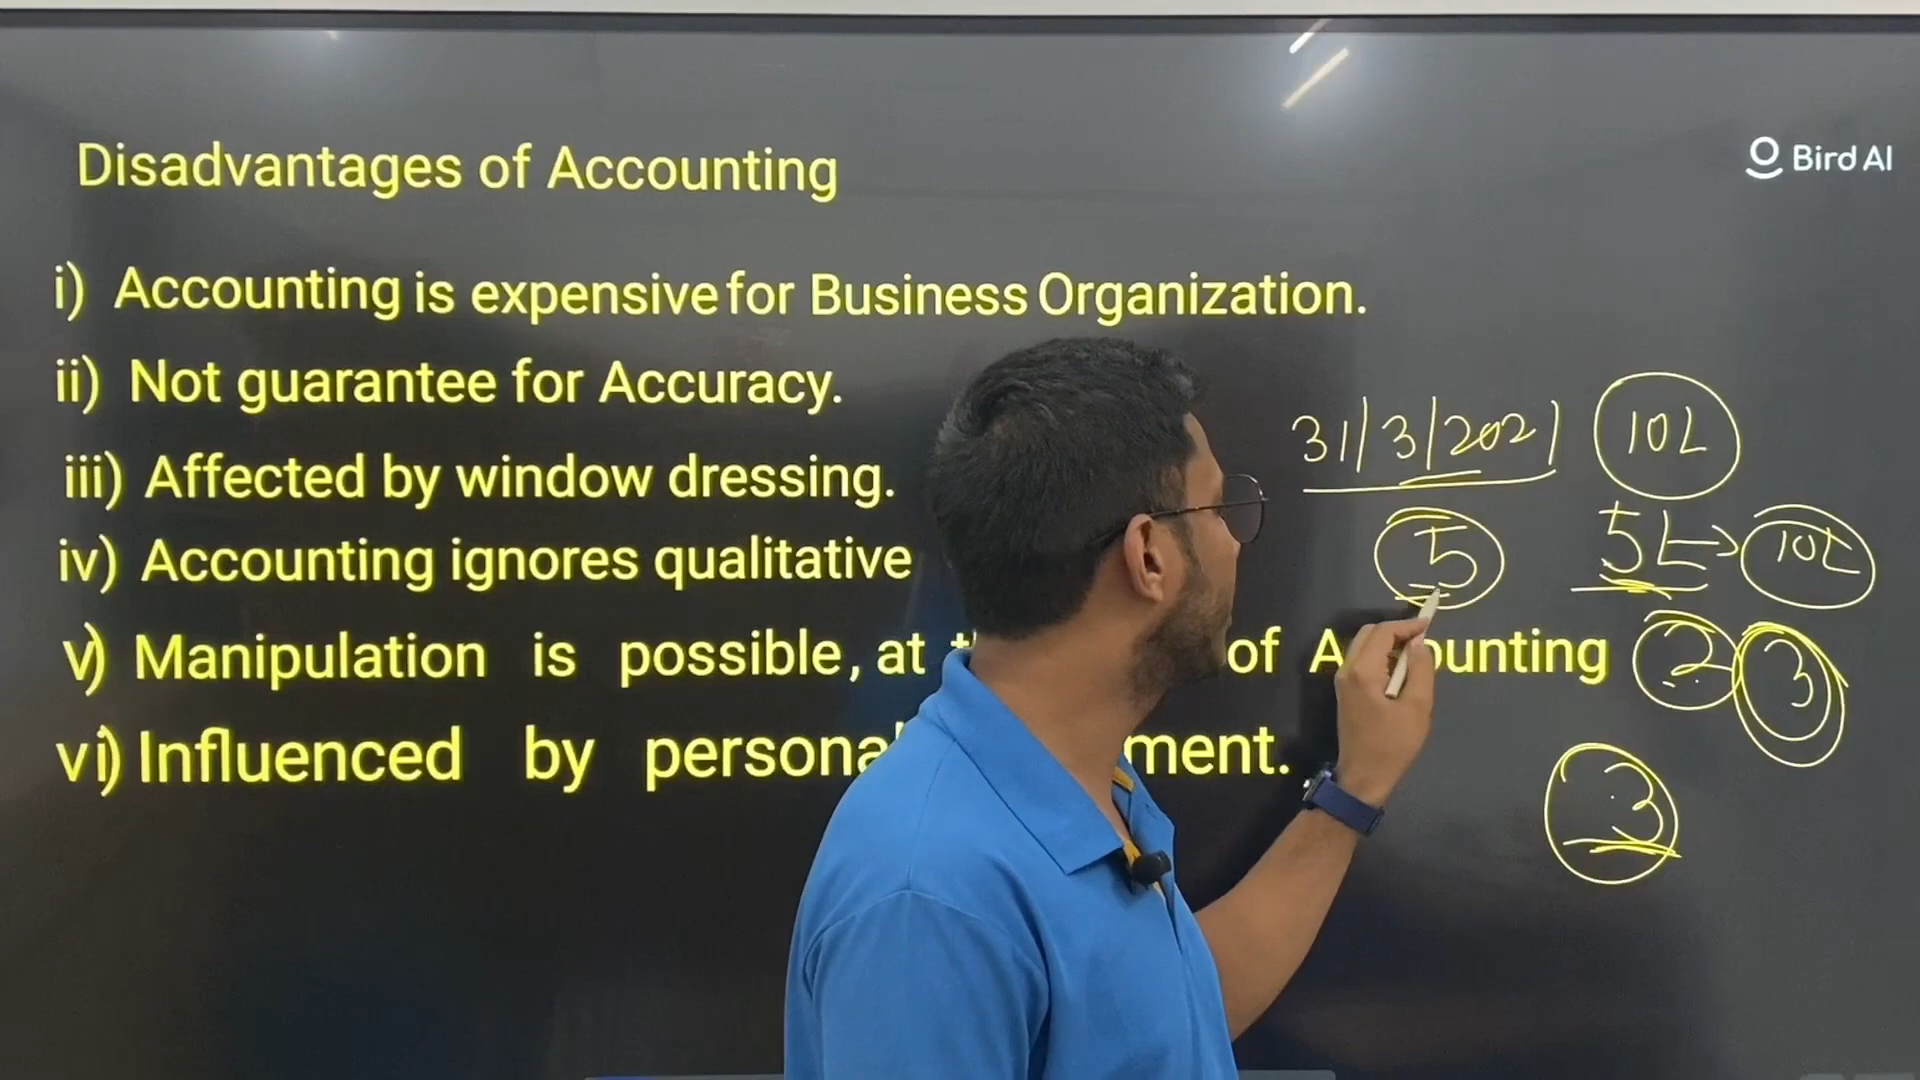 Bird AI
Disadvantages of Accounting
i) Accounting is expensive for Business Organization.
ii) Not guarantee for Accuracy.
iii) Affected by window dressing.
iv) Accounting ignores qualitative
v) Manipulation is possible, at of Accounting
vi) Influenced by
31/3/2021 10L
5 5L→10L
2 3
3